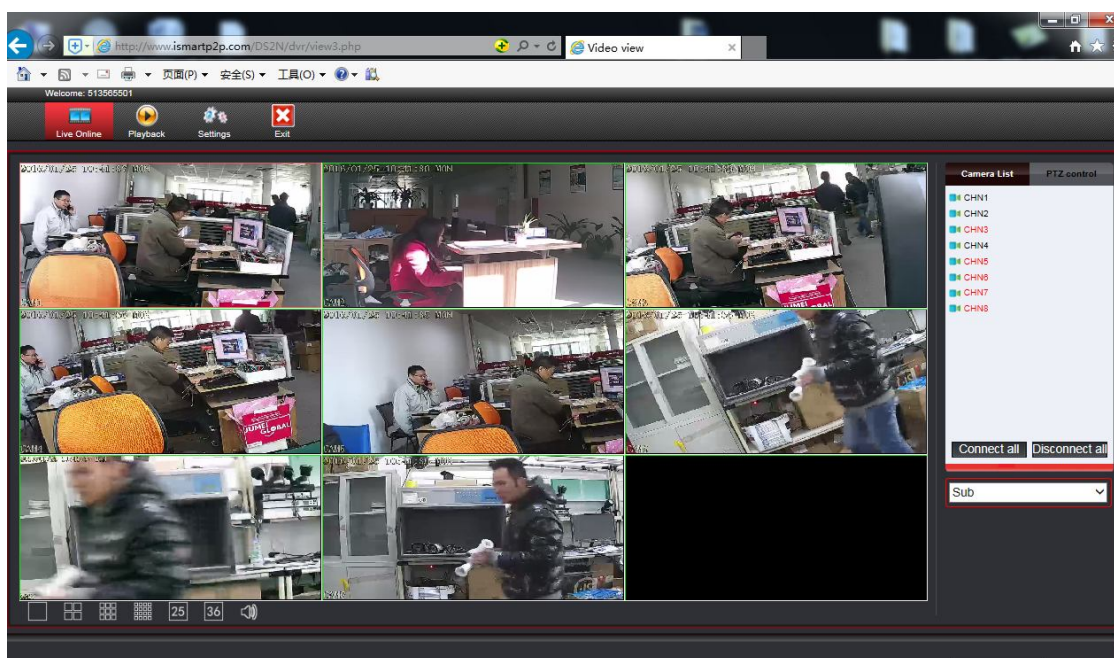 http://www.ismartp2p.com/DS2N/dvr/view3.php
Video view
页面(P) 安全(S) 工具(O)
Welcome: 513565501
Live Online Playback Settings Exit
Camera List PTZ control
CHN1
CHN2
CHN3
CHN4
CHN5
CHN6
CHN7
CHN8
JUMEI
GLOBAL
Connect all Disconnect all
Sub
25 36